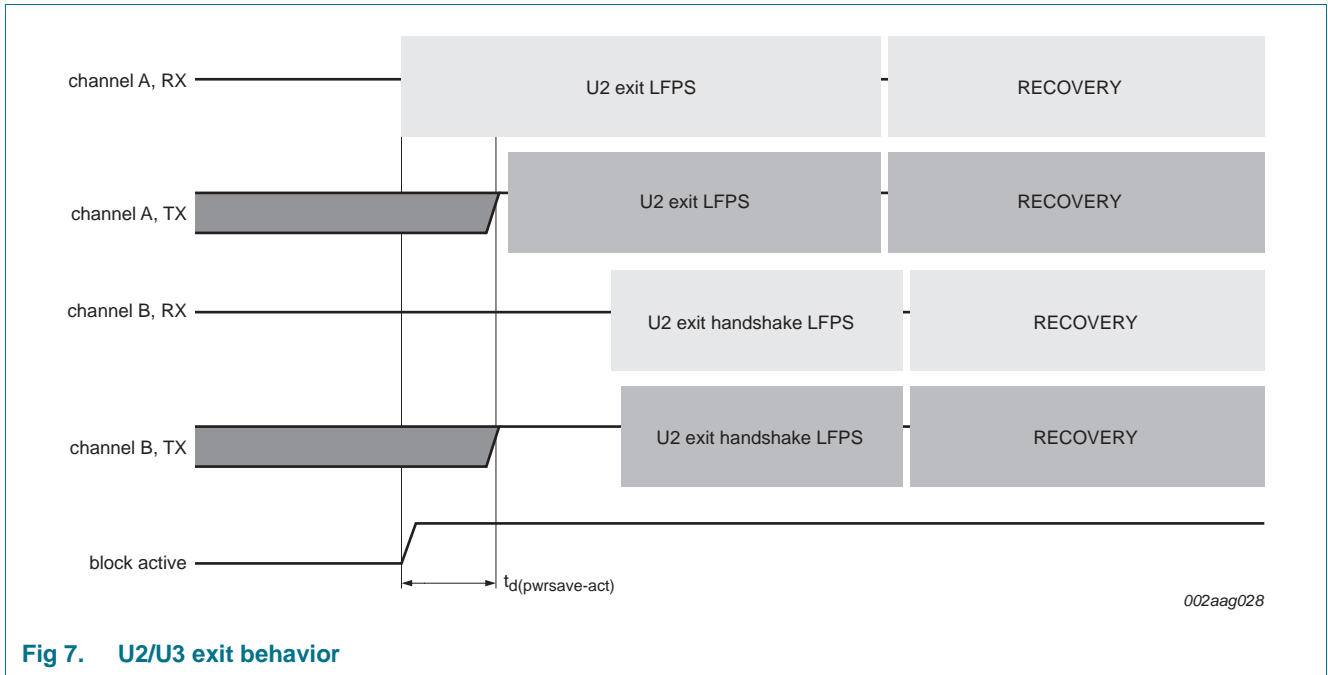 channel A, RX
U2 exit LFPS
RECOVERY
channel A, TX
U2 exit LFPS
RECOVERY
channel B, RX
U2 exit handshake LFPS
RECOVERY
channel B, TX
U2 exit handshake LFPS
RECOVERY
block active
td(pwrsave-act)
002aag028
Fig 7. U2/U3 exit behavior